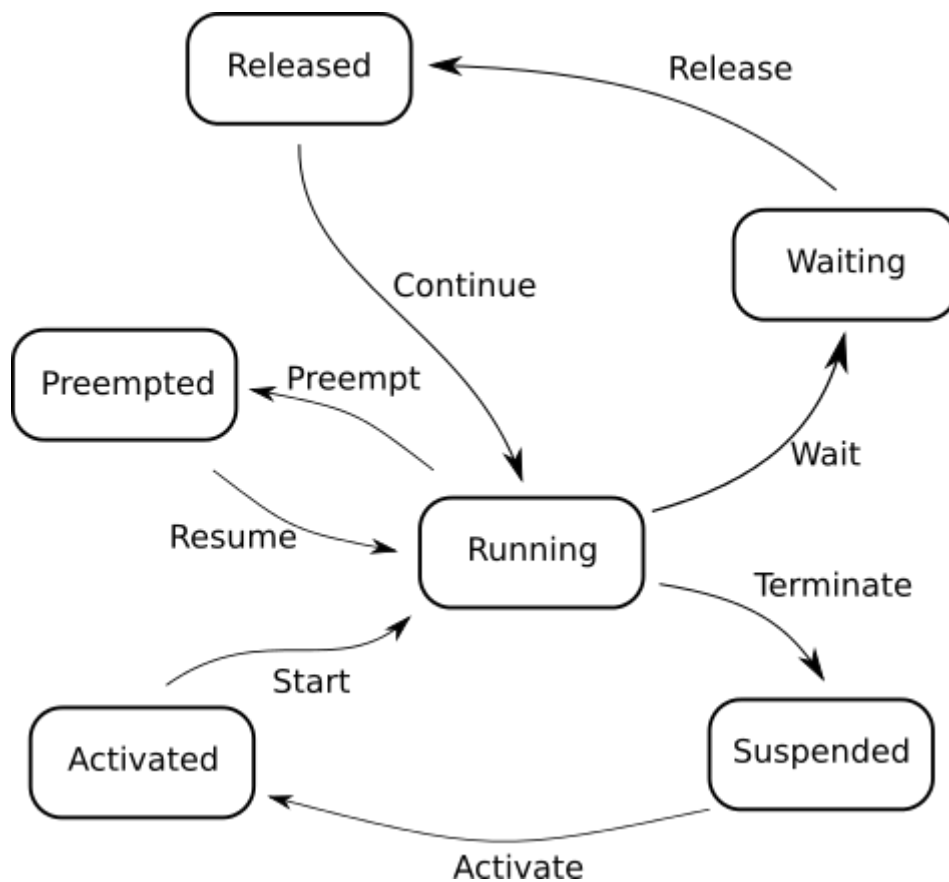 Released
Release
Waiting
Continue
Preempted
Preempt
Wait
Resume
Running
Terminate
Start
Activated
Suspended
Activate